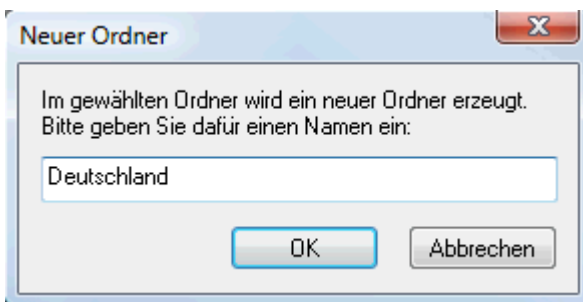 Neuer Ordner
Im gewählten Ordner wird ein neuer Ordner erzeugt.
Bitte geben Sie dafür einen Namen ein:
Deutschland
OK
Abbrechen